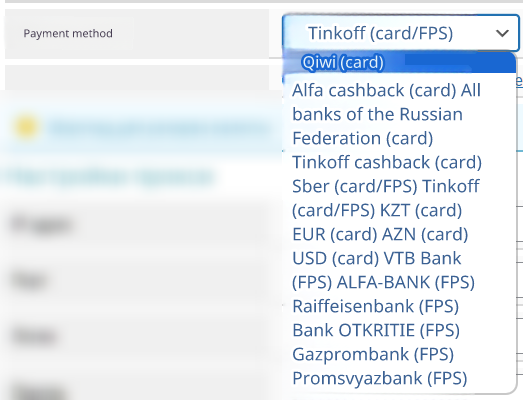 Payment method
Tinkoff (card/FPS)
Qiwi (card)
Alfa cashback (card) All
banks of the Russian
Federation (card)
Tinkoff cashback (card)
Sber (card/FPS) Tinkoff
(card/FPS) KZT (card)
EUR (card) AZN (card)
USD (card) VTB Bank
(FPS) ALFA-BANK (FPS)
Raiffeisenbank (FPS)
Bank OTKRITIE (FPS)
Gazprombank (FPS)
Promsvyazbank (FPS)